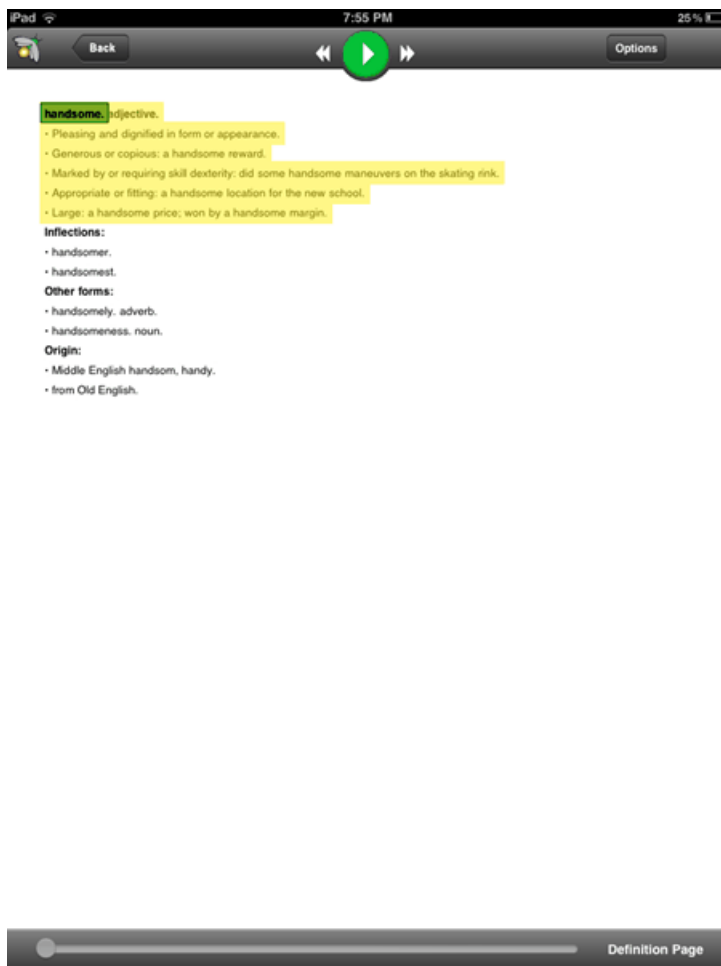 iPad 7:55 PM 25%
Back Options
handsome. adjective.
• Pleasing and dignified in form or appearance.
• Generous or copious: a handsome reward.
• Marked by or requiring skill dexterity: did some handsome maneuvers on the skating rink.
• Appropriate or fitting: a handsome location for the new school.
• Large: a handsome price; won by a handsome margin.
Inflections:
• handsomer.
• handsomest.
Other forms:
• handsomely. adverb.
• handsomeness. noun.
Origin:
• Middle English handsom, handy.
• from Old English.
Definition Page